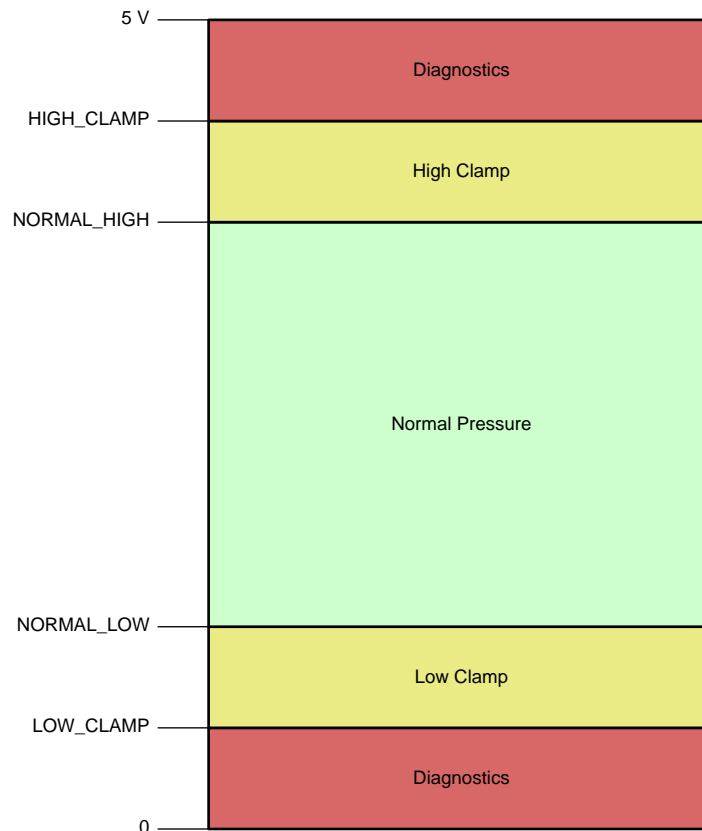 5 V
Diagnostics
HIGH_CLAMP
High Clamp
NORMAL_HIGH
Normal Pressure
NORMAL_LOW
Low Clamp
LOW_CLAMP
Diagnostics
0